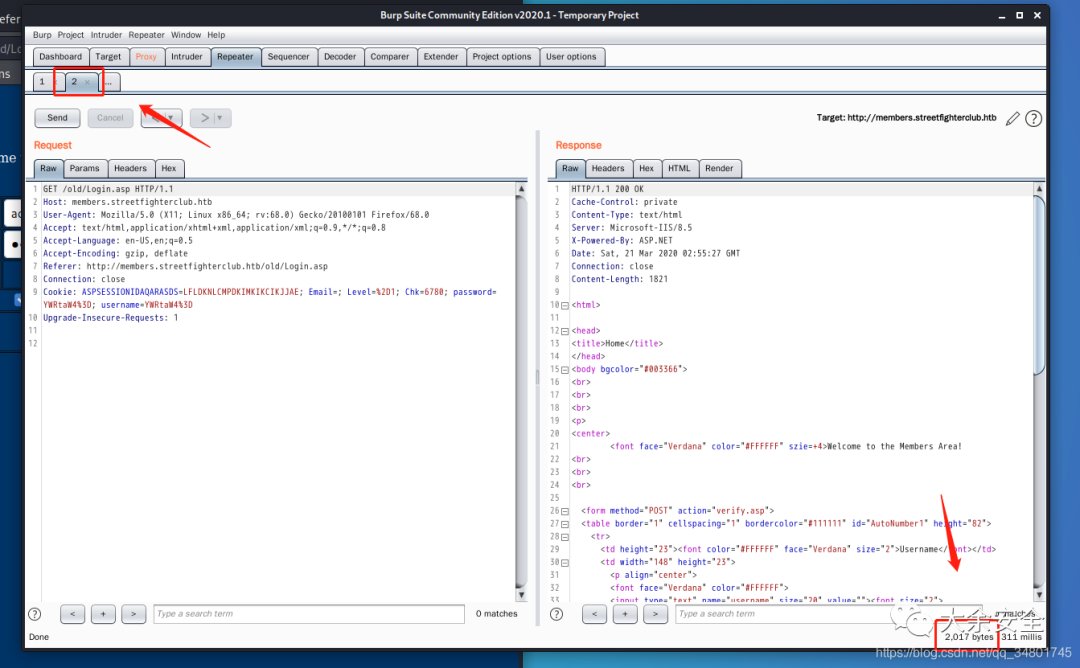 efer
Burp Suite Community Edition v2020.1 - Temporary Project
d/Lo
Burp Project Intruder Repeater Window Help
ns
Dashboard Target Proxy Intruder Repeater Sequencer Decoder Comparer Extender Project options User options
1 2 × ...
Send Cancel < > Target: http://members.streetfighterclub.htb
Request Response
me
Raw Params Headers Hex
Raw Headers Hex HTML Render
1 GET /old/Login.asp HTTP/1.1
2 Host: members.streetfighterclub.htb
3 User-Agent: Mozilla/5.0 (X11; Linux x86_64; rv:68.0) Gecko/20100101 Firefox/68.0
4 Accept: text/html,application/xhtml+xml,application/xml;q=0.9,*/*;q=0.8
5 Accept-Language: en-US,en;q=0.5
6 Accept-Encoding: gzip, deflate
7 Referer: http://members.streetfighterclub.htb/old/Login.asp
8 Connection: close
9 Cookie: ASPSESSIONIDAQARASDS=LFLDKNLCMPDKIMKIKCIKJJAE; Email=; Level=%2D1; Chk=6780; password=
YWRtaW4%3D; username=YWRtaW4%3D
10 Upgrade-Insecure-Requests: 1
11
12
1 HTTP/1.1 200 OK
2 Cache-Control: private
3 Content-Type: text/html
4 Server: Microsoft-IIS/8.5
5 X-Powered-By: ASP.NET
6 Date: Sat, 21 Mar 2020 02:55:27 GMT
7 Connection: close
8 Content-Length: 1821
9
10 <html>
11
12 <head>
13 <title>Home</title>
14 </head>
15 <body bgcolor="#003366">
16 <br>
17 <br>
18 <br>
19 <p>
20 <center>
21 <font face="Verdana" color="#FFFFFF" szie=+4>Welcome to the Members Area!
22 <br>
23 <br>
24 <br>
25
26 <form method="POST" action="verify.asp">
27 <table border="1" cellspacing="1" bordercolor="#111111" id="AutoNumber1" height="82">
28 <tr>
29 <td height="23"><font color="#FFFFFF" face="Verdana" size="2">Username</font></td>
30 <td width="148" height="23">
31 <p align="center">
32 <font face="Verdana" color="#FFFFFF">
33 <input type="text" name="username" size="20" value=""><font size="2">
? < + > Type a search term 0 matches
? < + > Type a search term matches
大余安全
Done
2,017 bytes | 311 millis
https://blog.csdn.net/qq_34801745